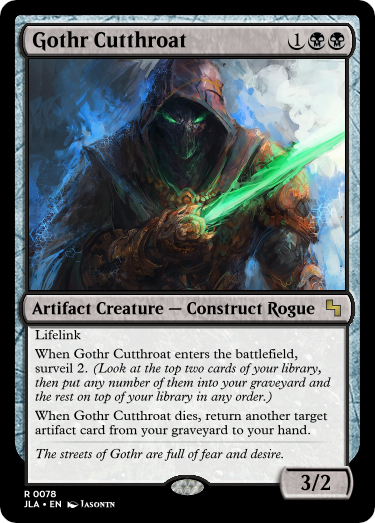 Gothr Cutthroat 1
Artifact Creature — Construct Rogue
Lifelink
When Gothr Cutthroat enters the battlefield,
surveil 2. (Look at the top two cards of your library,
then put any number of them into your graveyard and
the rest on top of your library in any order.)
When Gothr Cutthroat dies, return another target
artifact card from your graveyard to your hand.
The streets of Gothr are full of fear and desire.
3/2
R 0078
JLA • EN Jasontn